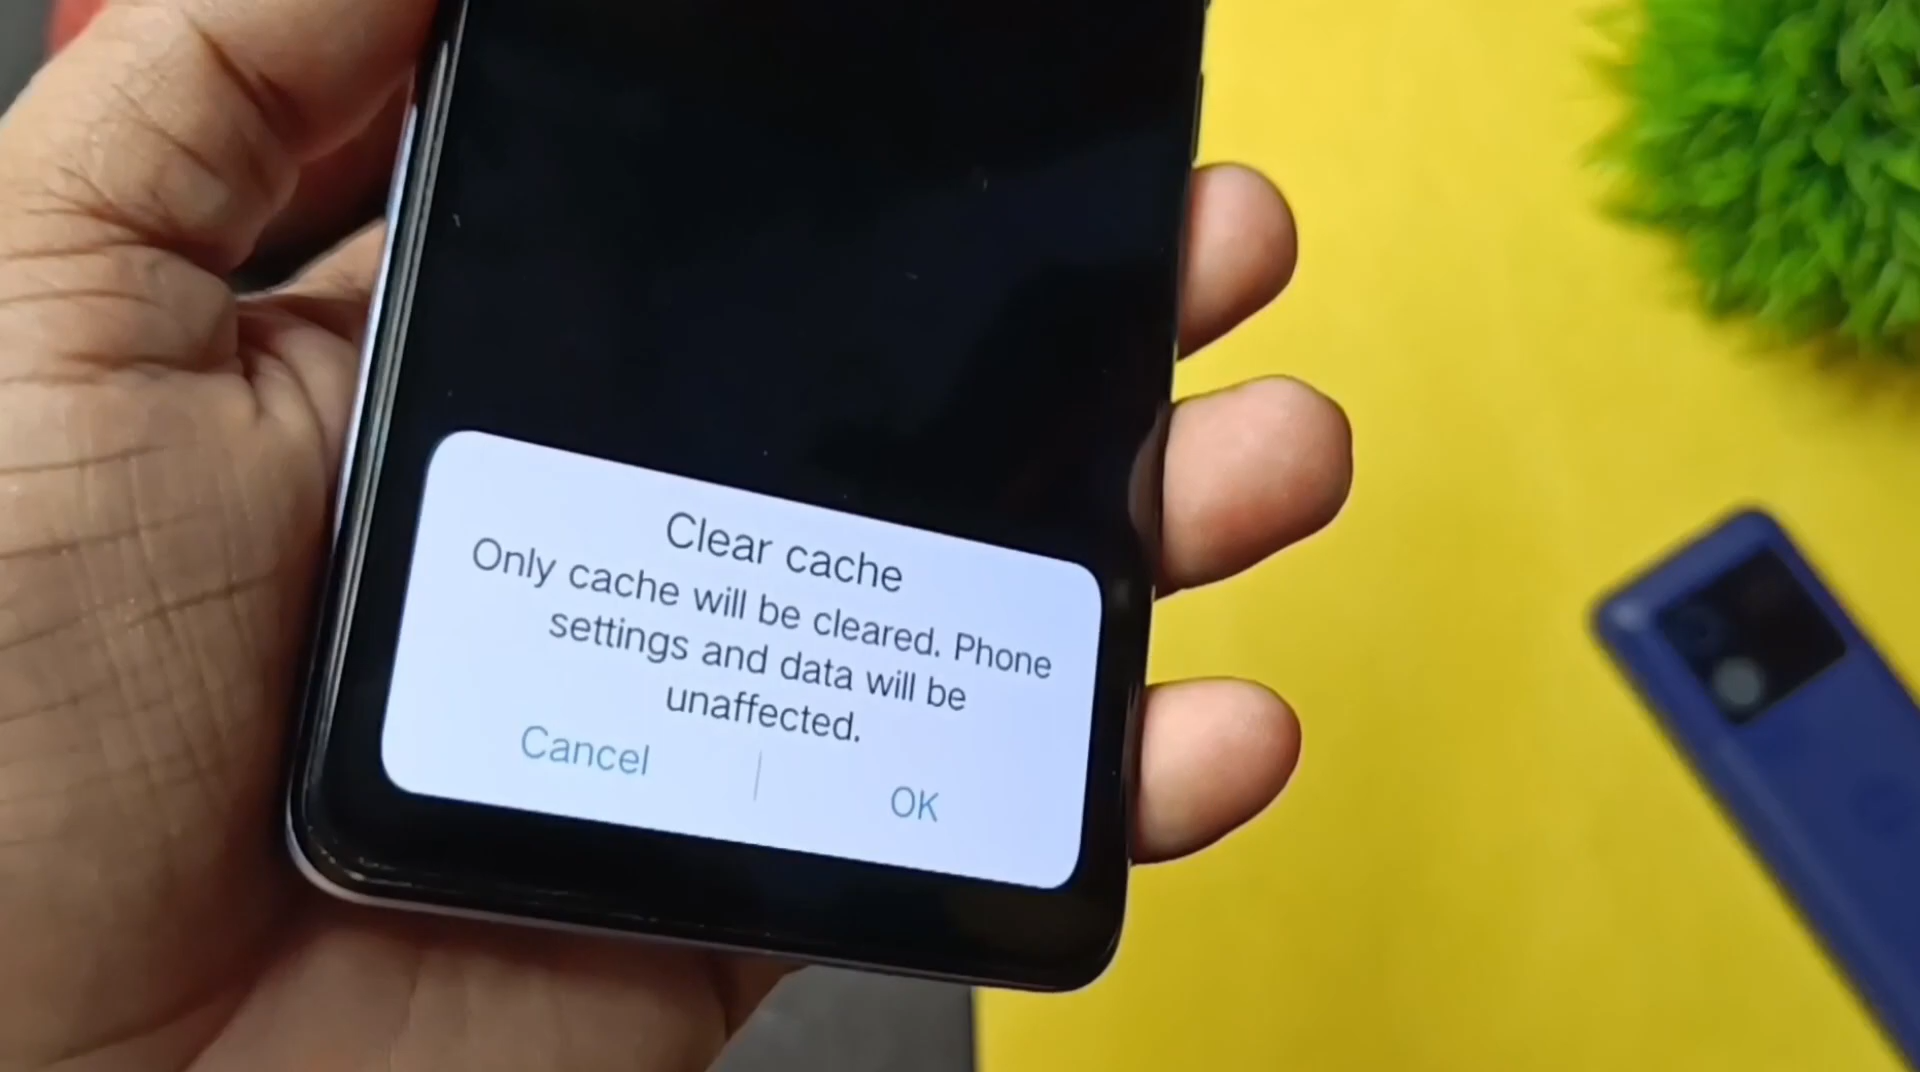 Clear cache
Only cache will be cleared. Phone
settings and data will be
unaffected.
Cancel
OK